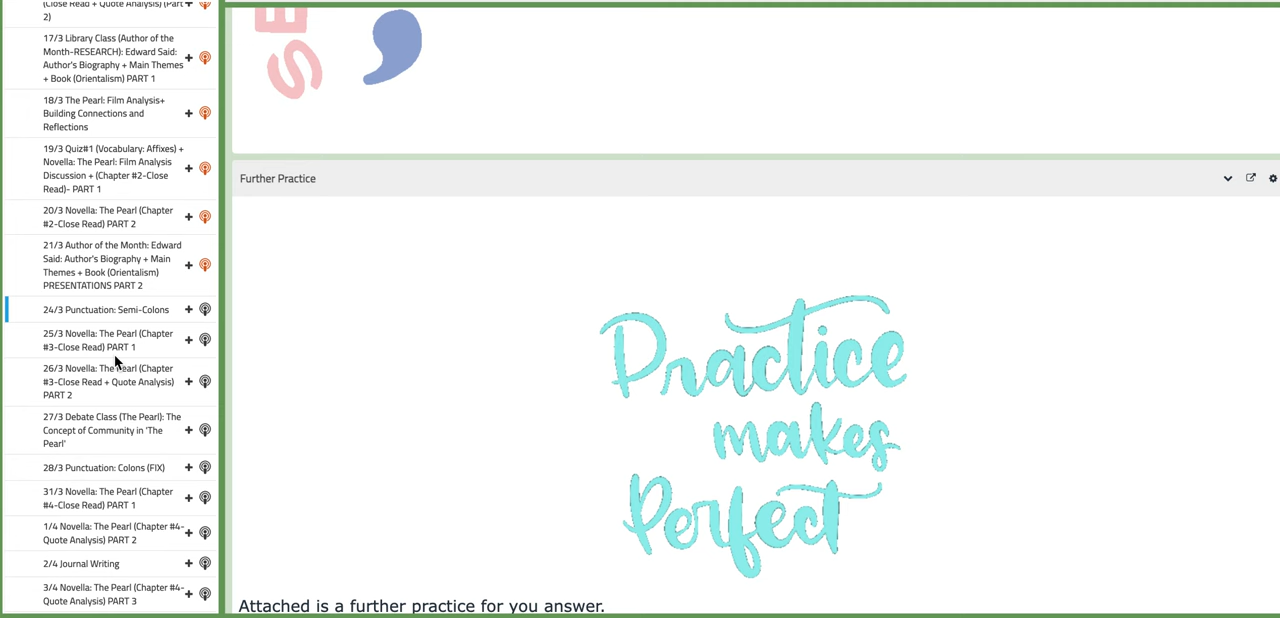 (Close Read + Quote Analysis) (Part
2)
17/3 Library Class (Author of the
Month-RESEARCH): Edward Said:
Author's Biography + Main Themes
+ Book (Orientalism) PART 1
18/3 The Pearl: Film Analysis+
Building Connections and
Reflections
19/3 Quiz#1 (Vocabulary: Affixes) +
Novella: The Pearl: Film Analysis
Discussion + (Chapter #2-Close
Read)- PART 1
20/3 Novella: The Pearl (Chapter
#2-Close Read) PART 2
21/3 Author of the Month: Edward
Said: Author's Biography + Main
Themes + Book (Orientalism)
PRESENTATIONS PART 2
24/3 Punctuation: Semi-Colons
25/3 Novella: The Pearl (Chapter
#3-Close Read) PART 1
26/3 Novella: The Pearl (Chapter
#3-Close Read + Quote Analysis)
PART 2
27/3 Debate Class (The Pearl): The
Concept of Community in 'The
Pearl'
28/3 Punctuation: Colons (FIX)
31/3 Novella: The Pearl (Chapter
#4-Close Read) PART 1
1/4 Novella: The Pearl (Chapter #4-
Quote Analysis) PART 2
2/4 Journal Writing
3/4 Novella: The Pearl (Chapter #4-
Quote Analysis) PART 3
SE
Further Practice
Practice
makes
Perfect
Attached is a further practice for you answer.